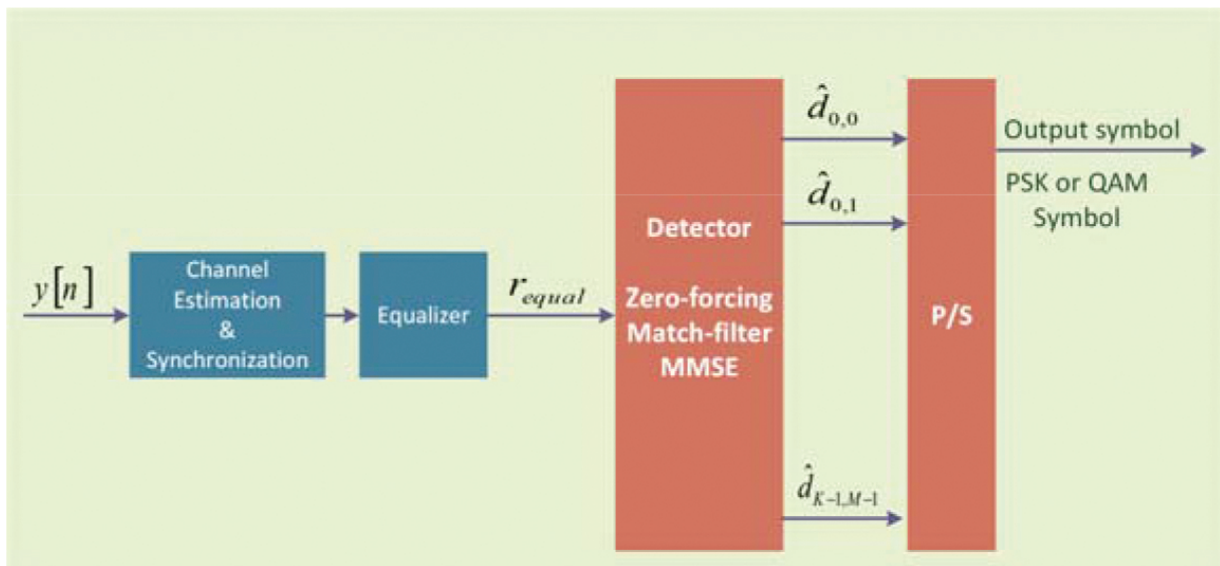 y[n]
Channel
Estimation
&
Synchronization
Equalizer
r_equal
Detector
Zero-forcing
Match-filter
MMSE
d̂_0,0
d̂_0,1
d̂_K−1,M−1
P/S
Output symbol
PSK or QAM
Symbol